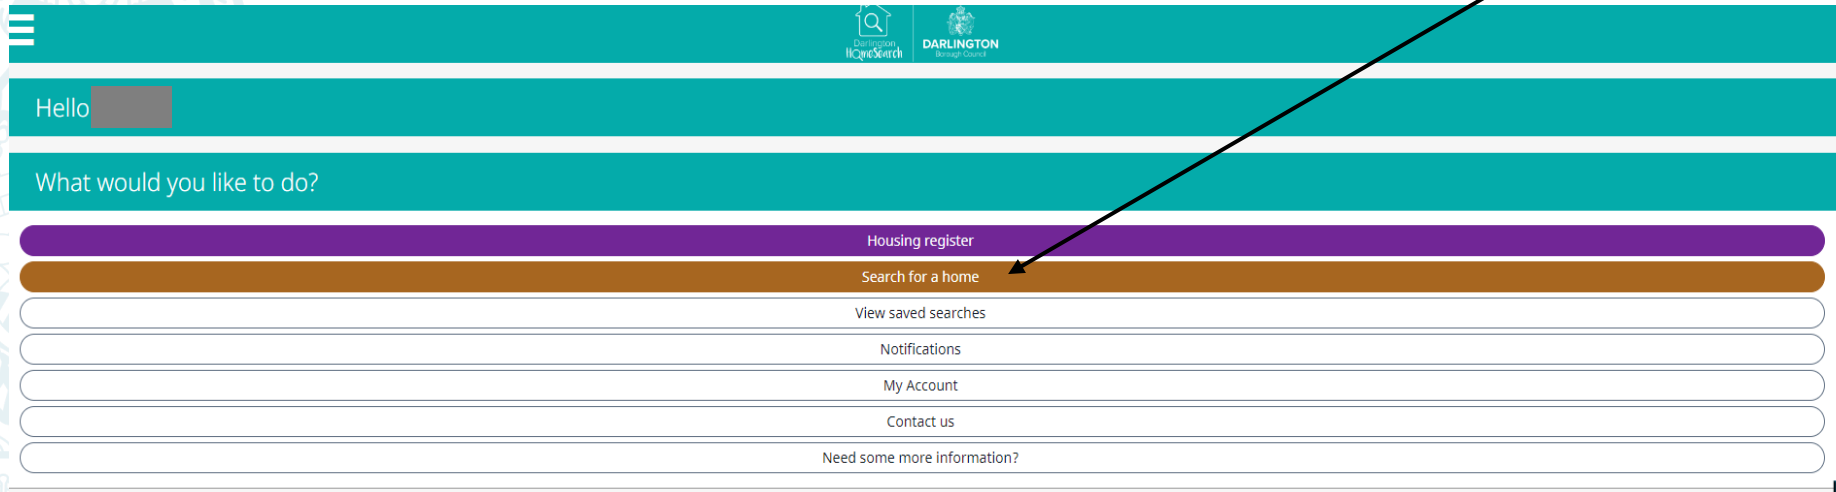 Darlington
HomeSearch
DARLINGTON
Borough Council
Hello
What would you like to do?
Housing register
Search for a home
View saved searches
Notifications
My Account
Contact us
Need some more information?